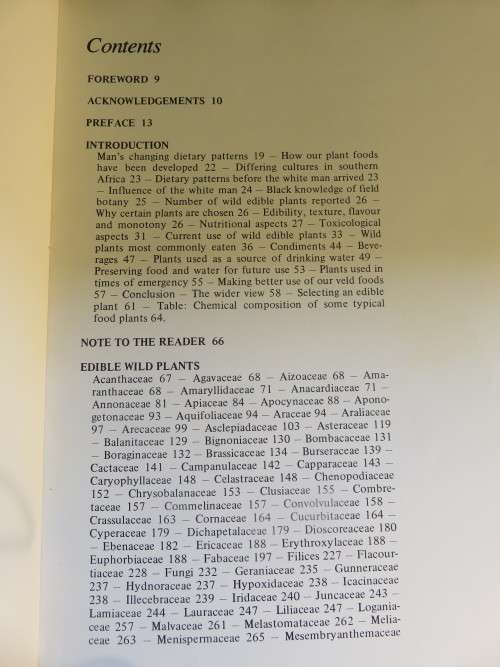 Contents
FOREWORD 9
ACKNOWLEDGEMENTS 10
PREFACE 13
INTRODUCTION
Man's changing dietary patterns 19 — How our plant foods
have been developed 22 — Differing cultures in southern
Africa 23 — Dietary patterns before the white man arrived 23
— Influence of the white man 24 — Black knowledge of field
botany 25 — Number of wild edible plants reported 26 —
Why certain plants are chosen 26 — Edibility, texture, flavour
and monotony 26 — Nutritional aspects 27 — Toxicological
aspects 31 — Current use of wild edible plants 33 — Wild
plants most commonly eaten 36 — Condiments 44 — Beve-
rages 47 — Plants used as a source of drinking water 49 —
Preserving food and water for future use 53 — Plants used in
times of emergency 55 — Making better use of our veld foods
57 — Conclusion — The wider view 58 — Selecting an edible
plant 61 — Table: Chemical composition of some typical
food plants 64.
NOTE TO THE READER 66
EDIBLE WILD PLANTS
Acanthaceae 67 — Agavaceae 68 — Aizoaceae 68 — Ama-
ranthaceae 68 — Amaryllidaceae 71 — Anacardiaceae 71 —
Annonaceae 81 — Apiaceae 84 — Apocynaceae 88 — Apono-
getonaceae 93 — Aquifoliaceae 94 — Araceae 94 — Araliaceae
97 — Arecaceae 99 — Asclepiadaceae 103 — Asteraceae 119
— Balanitaceae 129 — Bignoniaceae 130 — Bombacaceae 131
— Boraginaceae 132 — Brassicaceae 134 — Burseraceae 139 —
Cactaceae 141 — Campanulaceae 142 — Capparaceae 143 —
Caryophyllaceae 148 — Celastraceae 148 — Chenopodiaceae
152 — Chrysobalanaceae 153 — Clusiaceae 155 — Combre-
taceae 157 — Commelinaceae 157 — Convolvulaceae 158 —
Crassulaceae 163 — Cornaceae 164 — Cucurbitaceae 164 —
Cyperaceae 179 — Dichapetalaceae 179 — Dioscoreaceae 180
— Ebenaceae 182 — Ericaceae 188 — Erythroxylaceae 188 —
Euphorbiaceae 188 — Fabaceae 197 — Filices 227 — Flacour-
tiaceae 228 — Fungi 232 — Geraniaceae 235 — Gunneraceae
237 — Hydnoraceae 237 — Hypoxidaceae 238 — Icacinaceae
238 — Illecebraceae 239 — Iridaceae 240 — Juncaceae 243 —
Lamiaceae 244 — Lauraceae 247 — Liliaceae 247 — Logania-
ceae 257 — Malvaceae 261 — Melastomataceae 262 — Melia-
ceae 263 — Menispermaceae 265 — Mesembryanthemaceae